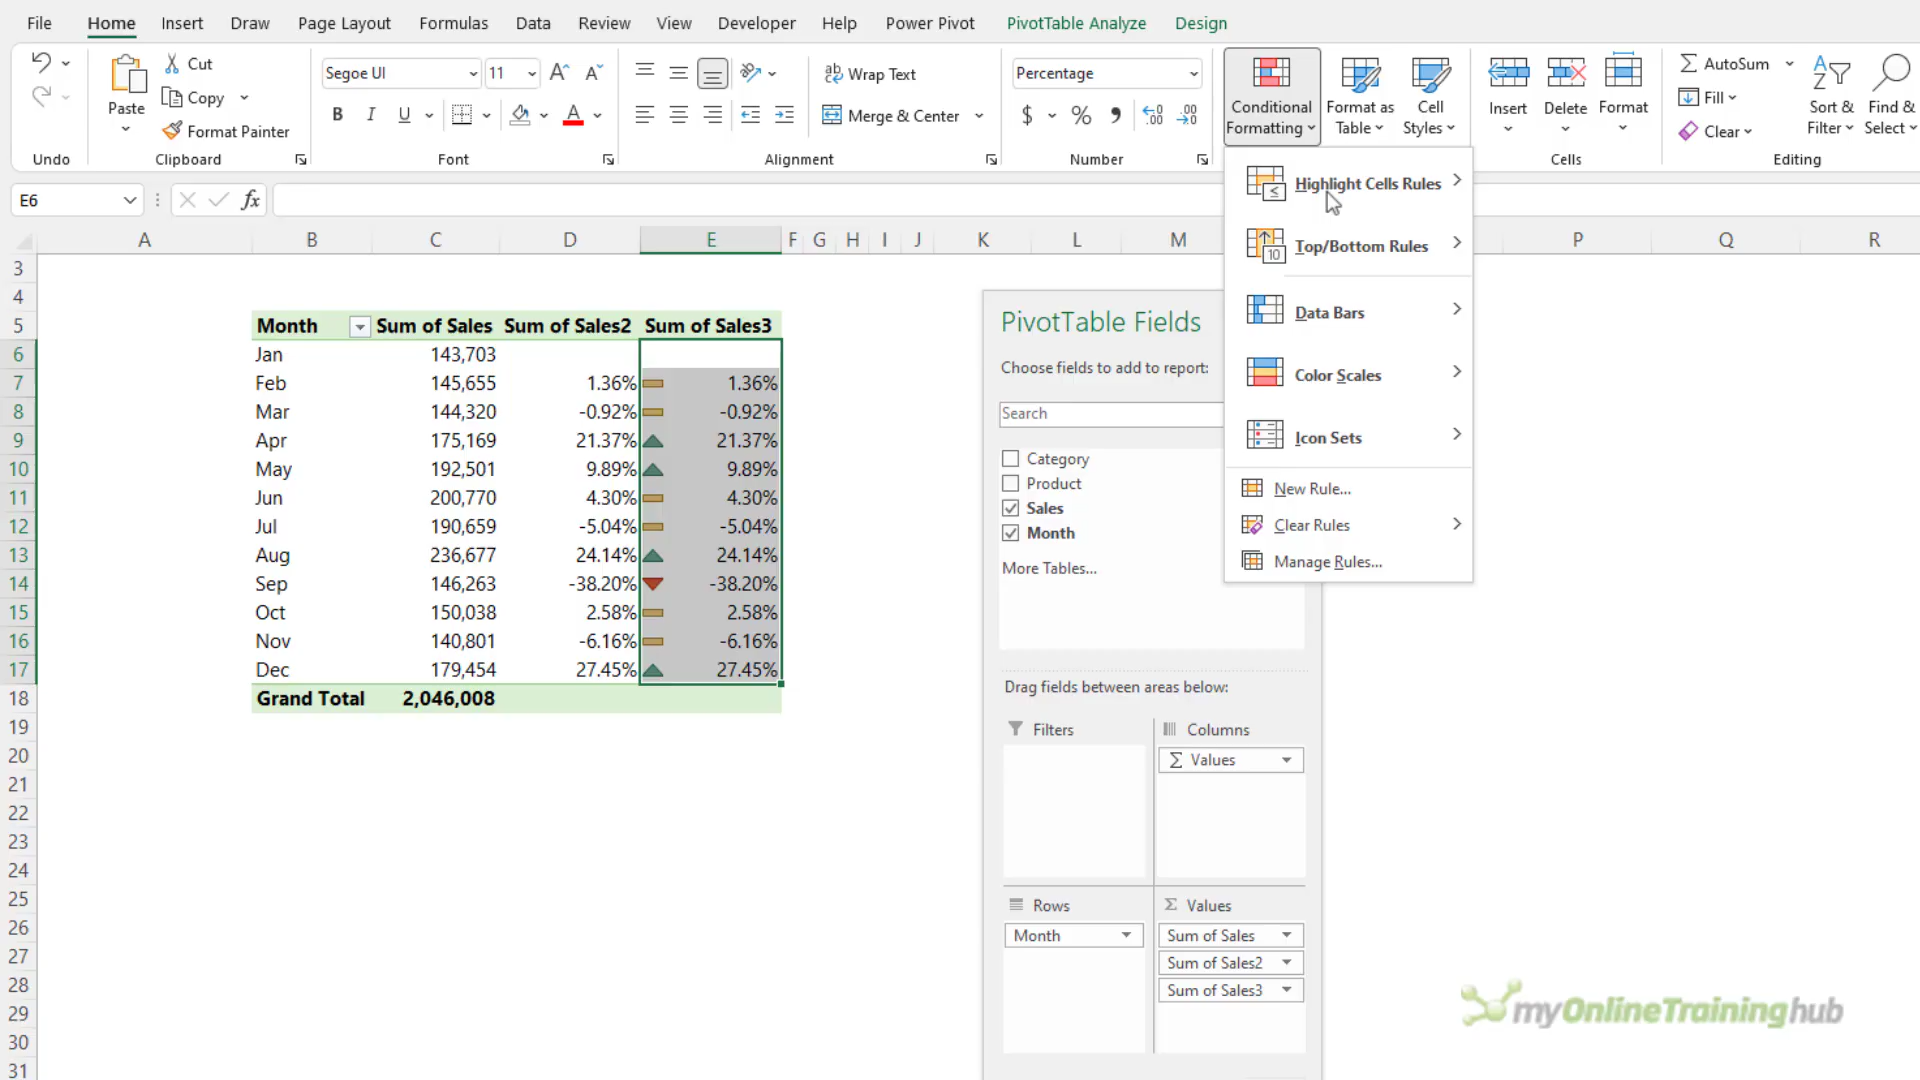 File Home Insert Draw Page Layout Formulas Data Review View Developer Help Power Pivot PivotTable Analyze Design
Cut
Copy
Format Painter
Paste
Undo
Clipboard
Segoe UI 11
B I U
Font
Wrap Text
Merge & Center
Alignment
Percentage
$ %
Number
Conditional Formatting
Format as Table
Cell Styles
Insert Delete Format
Cells
AutoSum
Fill
Clear
Sort & Filter
Find & Select
Editing
E6 fx
A B C D E F G H I J K L M P Q R
3
4
5 Month Sum of Sales Sum of Sales2 Sum of Sales3
6 Jan 143,703
7 Feb 145,655 1.36% 1.36%
8 Mar 144,320 -0.92% -0.92%
9 Apr 175,169 21.37% 21.37%
10 May 192,501 9.89% 9.89%
11 Jun 200,770 4.30% 4.30%
12 Jul 190,659 -5.04% -5.04%
13 Aug 236,677 24.14% 24.14%
14 Sep 146,263 -38.20% -38.20%
15 Oct 150,038 2.58% 2.58%
16 Nov 140,801 -6.16% -6.16%
17 Dec 179,454 27.45% 27.45%
18 Grand Total 2,046,008
19
20
21
22
23
24
25
26
27
28
29
30
31
PivotTable Fields
Choose fields to add to report:
Search
Category
Product
Sales
Month
More Tables...
Drag fields between areas below:
Filters
Columns
Values
Rows
Month
Values
Sum of Sales
Sum of Sales2
Sum of Sales3
Highlight Cells Rules
Top/Bottom Rules
Data Bars
Color Scales
Icon Sets
New Rule...
Clear Rules
Manage Rules...
myOnlineTraininghub